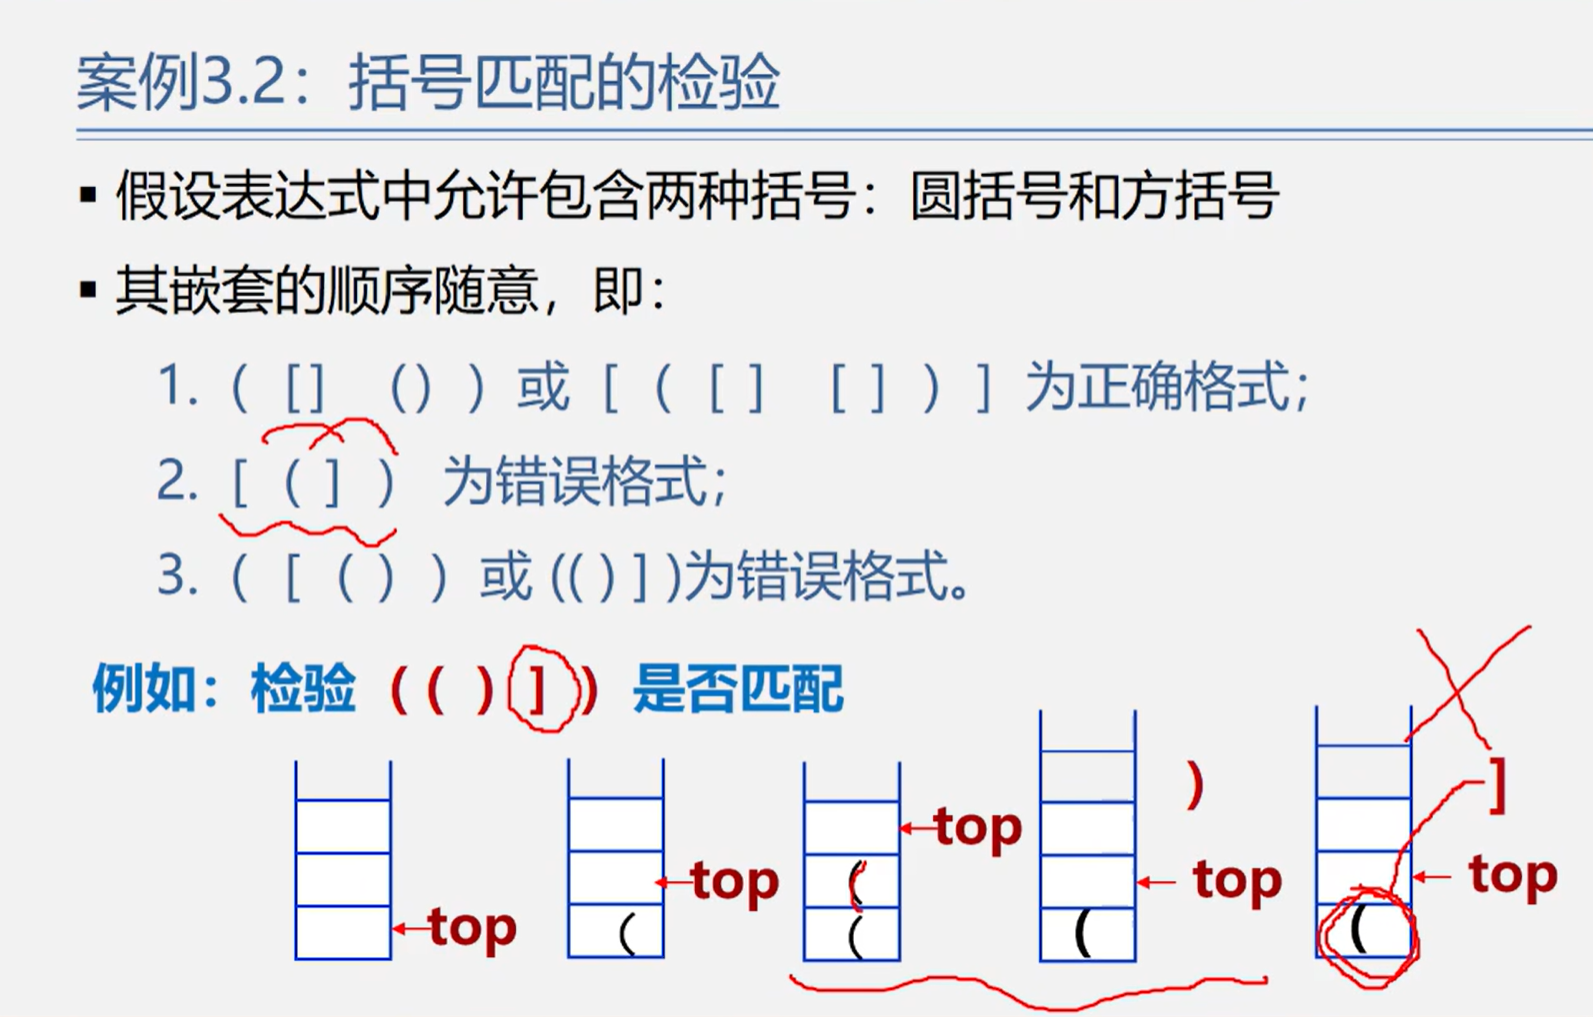 案例3.2：括号匹配的检验
▪ 假设表达式中允许包含两种括号：圆括号和方括号
▪ 其嵌套的顺序随意，即：
1. ( [] () ) 或 [ ( [ ] [ ] ) ] 为正确格式；
2. [ ( ] ) 为错误格式；
3. ( [ ( ) ) 或 (( ) ] )为错误格式。
例如：检验 ( ( ) ] ) 是否匹配
) ]
top top top top top
( ( ( ( (